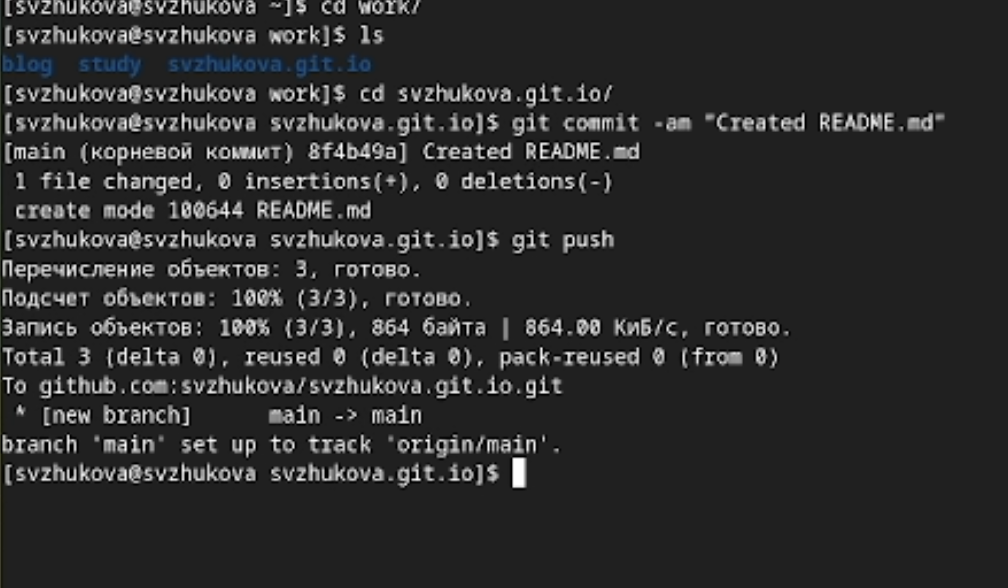 [svzhukova@svzhukova ~]$ cd work/
[svzhukova@svzhukova work]$ ls
blog  study  svzhukova.git.io
[svzhukova@svzhukova work]$ cd svzhukova.git.io/
[svzhukova@svzhukova svzhukova.git.io]$ git commit -am "Created README.md"
[main (корневой коммит) 8f4b49a] Created README.md
 1 file changed, 0 insertions(+), 0 deletions(-)
 create mode 100644 README.md
[svzhukova@svzhukova svzhukova.git.io]$ git push
Перечисление объектов: 3, готово.
Подсчет объектов: 100% (3/3), готово.
Запись объектов: 100% (3/3), 864 байта | 864.00 КиБ/с, готово.
Total 3 (delta 0), reused 0 (delta 0), pack-reused 0 (from 0)
To github.com:svzhukova/svzhukova.git.io.git
 * [new branch]      main -> main
branch 'main' set up to track 'origin/main'.
[svzhukova@svzhukova svzhukova.git.io]$